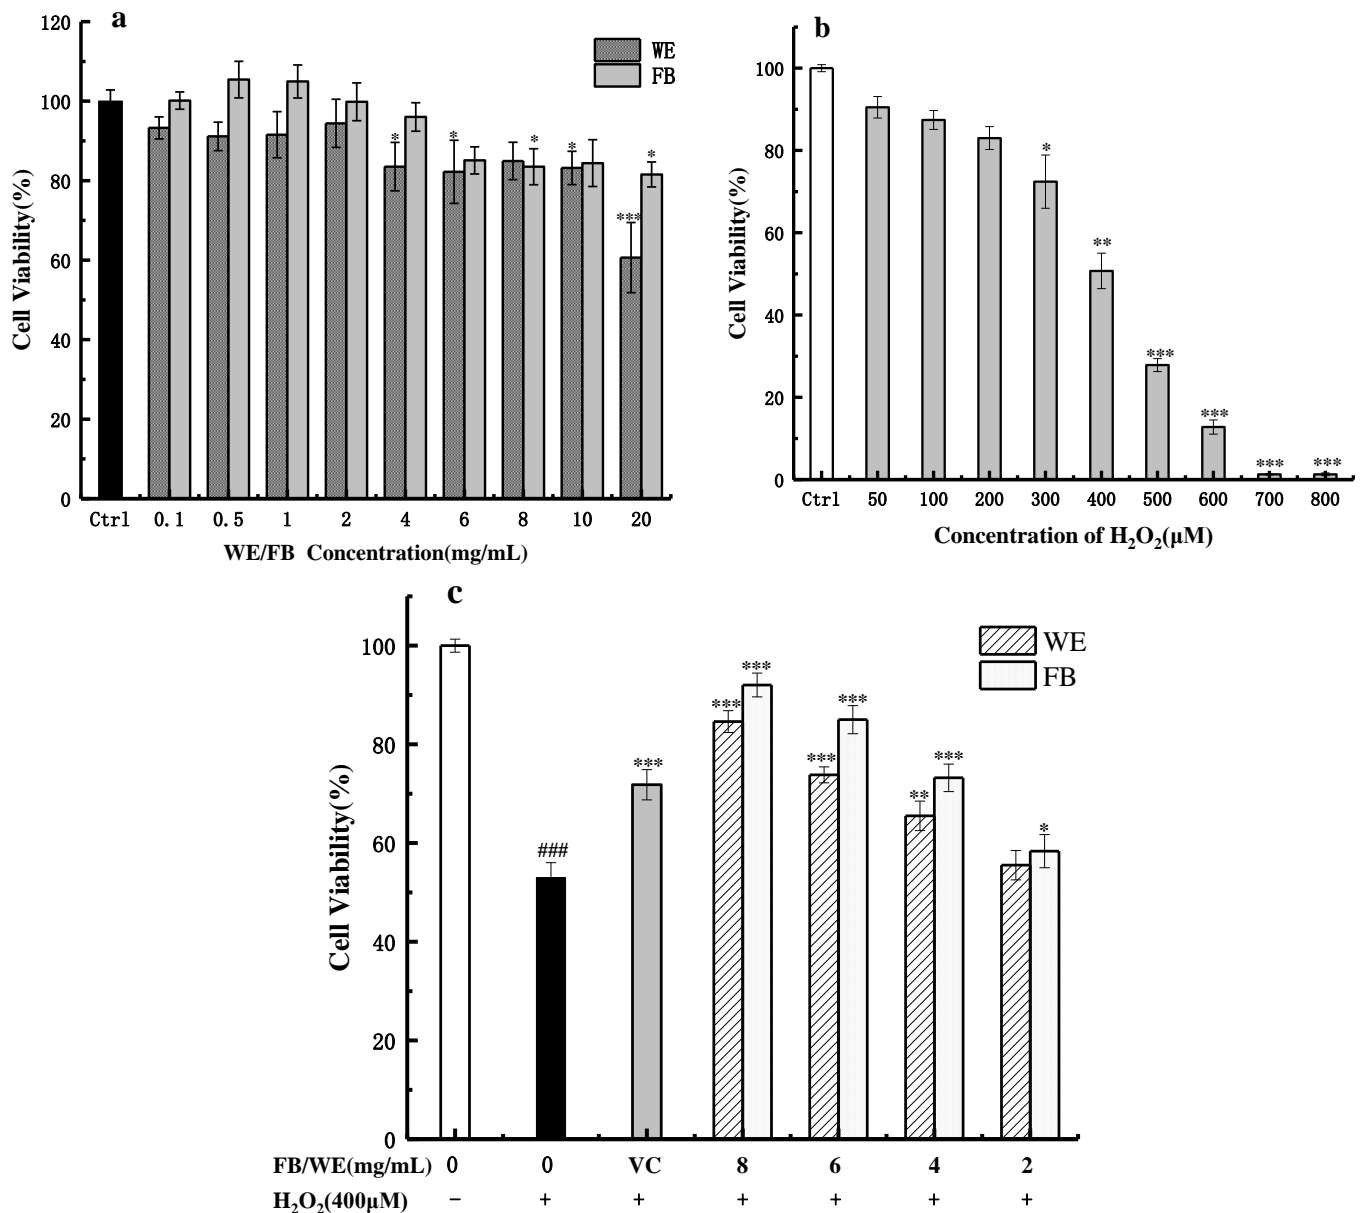 a
120
100
80
60
40
20
0
Cell Viability(%)
WE
FB
* * * * * *** *
Ctrl 0.1 0.5 1 2 4 6 8 10 20
WE/FB Concentration(mg/mL)
b
100
80
60
40
20
0
Cell Viability(%)
* ** *** *** *** ***
Ctrl 50 100 200 300 400 500 600 700 800
Concentration of H₂O₂(μM)
c
100
80
60
40
20
0
Cell Viability(%)
WE
FB
### *** *** *** *** *** ** *** *
FB/WE(mg/mL) 0 0 VC 8 6 4 2
H₂O₂(400μM) − + + + + + +